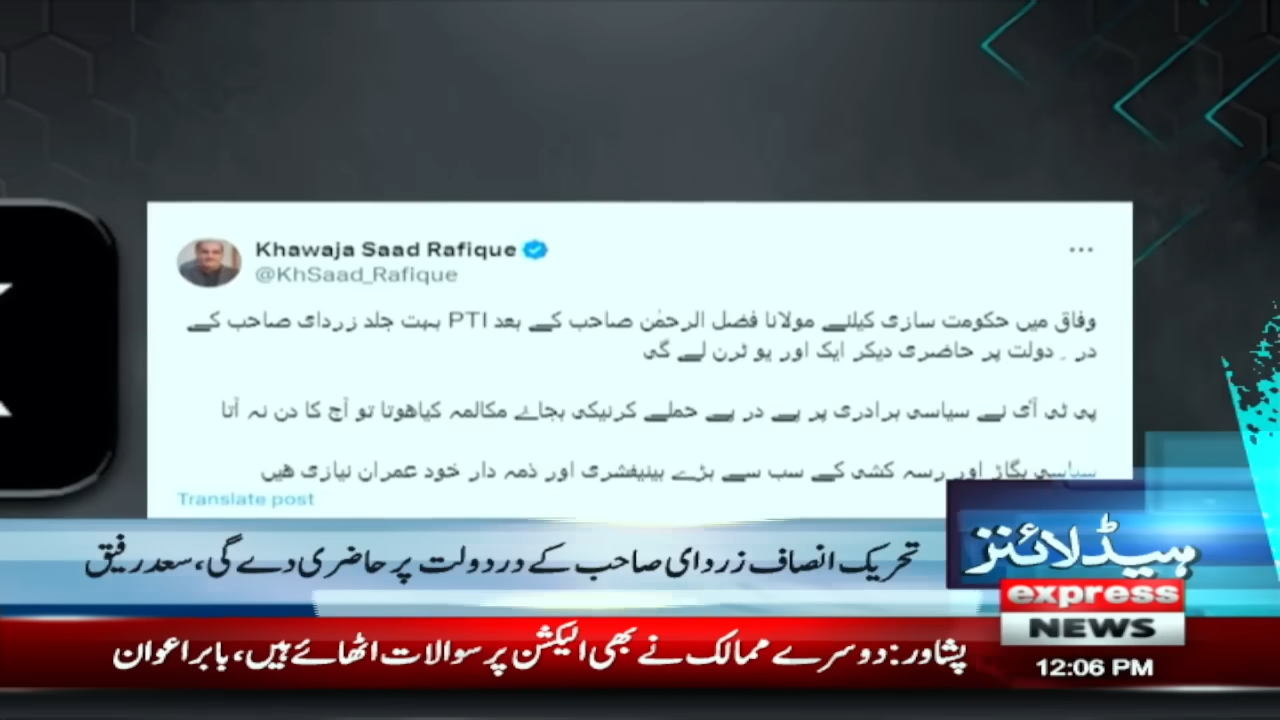 Khawaja Saad Rafique
@KhSaad_Rafique
...
وفاق میں حکومت سازی کیلئے مولانا فضل الرحمٰن صاحب کے بعد PTI بہت جلد زرداری صاحب کے
در ۔ دولت پر حاضری دیکر ایک اور یو ٹرن لے گی
پی ٹی آی نے سیاسی برادری پر پے در پے حملے کرنیکی بجاے مکالمہ کیاھوتا تو آج کا دن نہ آتا
سیاسی بگاڑ اور رسہ کشی کے سب سے بڑے بینیفشری اور ذمہ دار خود عمران نیازی ھیں
Translate post
ہیڈلائنز
تحریک انصاف زردای صاحب کے در دولت پر حاضری دے گی، سعد رفیق
express
NEWS
پشاور: دوسرے ممالک نے بھی الیکشن پر سوالات اٹھائے ہیں، بابر اعوان
12:06 PM